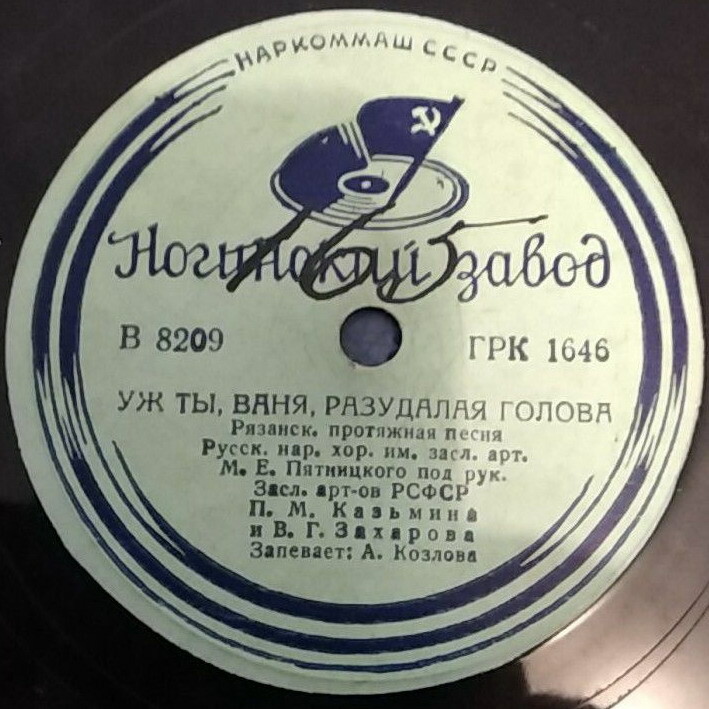 НАРКОММАШ СССР
Ногинский завод
165
В 8209
ГРК 1646
УЖ ТЫ, ВАНЯ, РАЗУДАЛАЯ ГОЛОВА
Рязанск. протяжная песня
Русск. нар. хор. им. засл. арт.
М. Е. Пятницкого под рук.
Засл. арт-ов РСФСР
П. М. Казьмина
и В. Г. Захарова
Запевает: А. Козлова